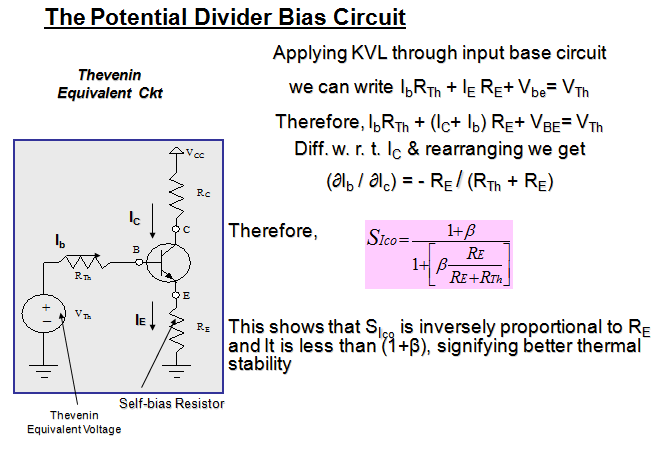 The Potential Divider Bias Circuit
Thevenin
Equivalent Ckt
Applying KVL through input base circuit
we can write IbRTh + IE RE+ Vbe= VTh
Therefore, IbRTh + (IC+ Ib) RE+ VBE= VTh
Diff. w. r. t. IC & rearranging we get
(∂Ib / ∂Ic) = - RE / (RTh + RE)
Therefore,
SIco= 1+β / 1+[β RE / RE+RTh]
This shows that SIco is inversely proportional to RE
and It is less than (1+β), signifying better thermal
stability
VCC
RC
IC
C
Ib
B
RTh
E
+
VTh
IE
RE
Self-bias Resistor
Thevenin
Equivalent Voltage